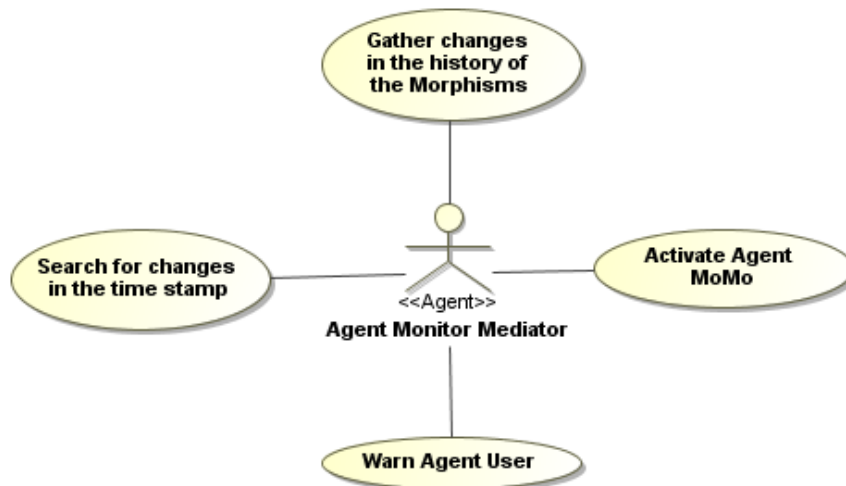 Gather changes
in the history of
the Morphisms
Search for changes
in the time stamp
Activate Agent
MoMo
<<Agent>>
Agent Monitor Mediator
Warn Agent User